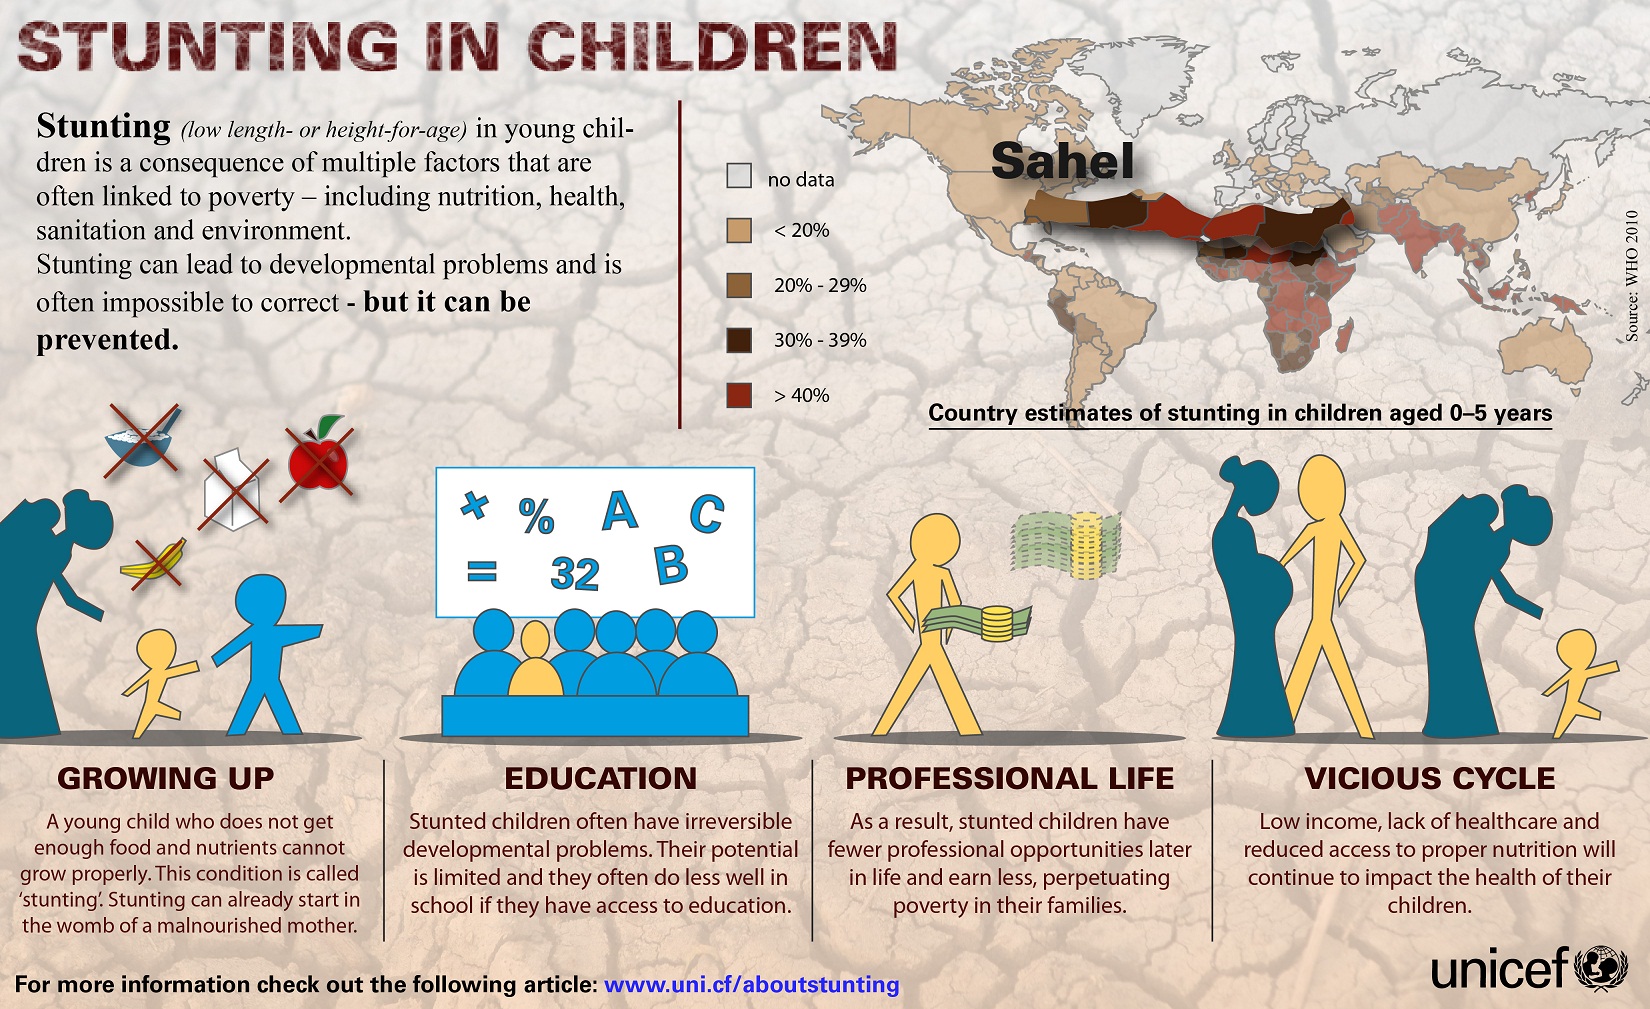 STUNTING IN CHILDREN
Stunting (low length- or height-for-age) in young chil-
dren is a consequence of multiple factors that are
often linked to poverty – including nutrition, health,
sanitation and environment.
Stunting can lead to developmental problems and is
often impossible to correct - but it can be
prevented.
no data
< 20%
20% - 29%
30% - 39%
> 40%
Sahel
Source: WHO 2010
Country estimates of stunting in children aged 0–5 years
+ % A C
= 32 B
GROWING UP
A young child who does not get
enough food and nutrients cannot
grow properly. This condition is called
‘stunting’. Stunting can already start in
the womb of a malnourished mother.
EDUCATION
Stunted children often have irreversible
developmental problems. Their potential
is limited and they often do less well in
school if they have access to education.
PROFESSIONAL LIFE
As a result, stunted children have
fewer professional opportunities later
in life and earn less, perpetuating
poverty in their families.
VICIOUS CYCLE
Low income, lack of healthcare and
reduced access to proper nutrition will
continue to impact the health of their
children.
For more information check out the following article: www.uni.cf/aboutstunting
unicef